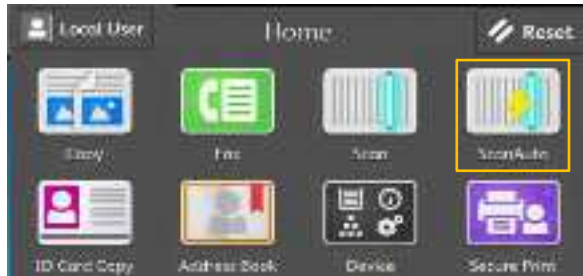 Local User
Home
Reset
Copy
Fax
Scan
ScanAuto
ID Card Copy
Address Book
Device
Secure Print